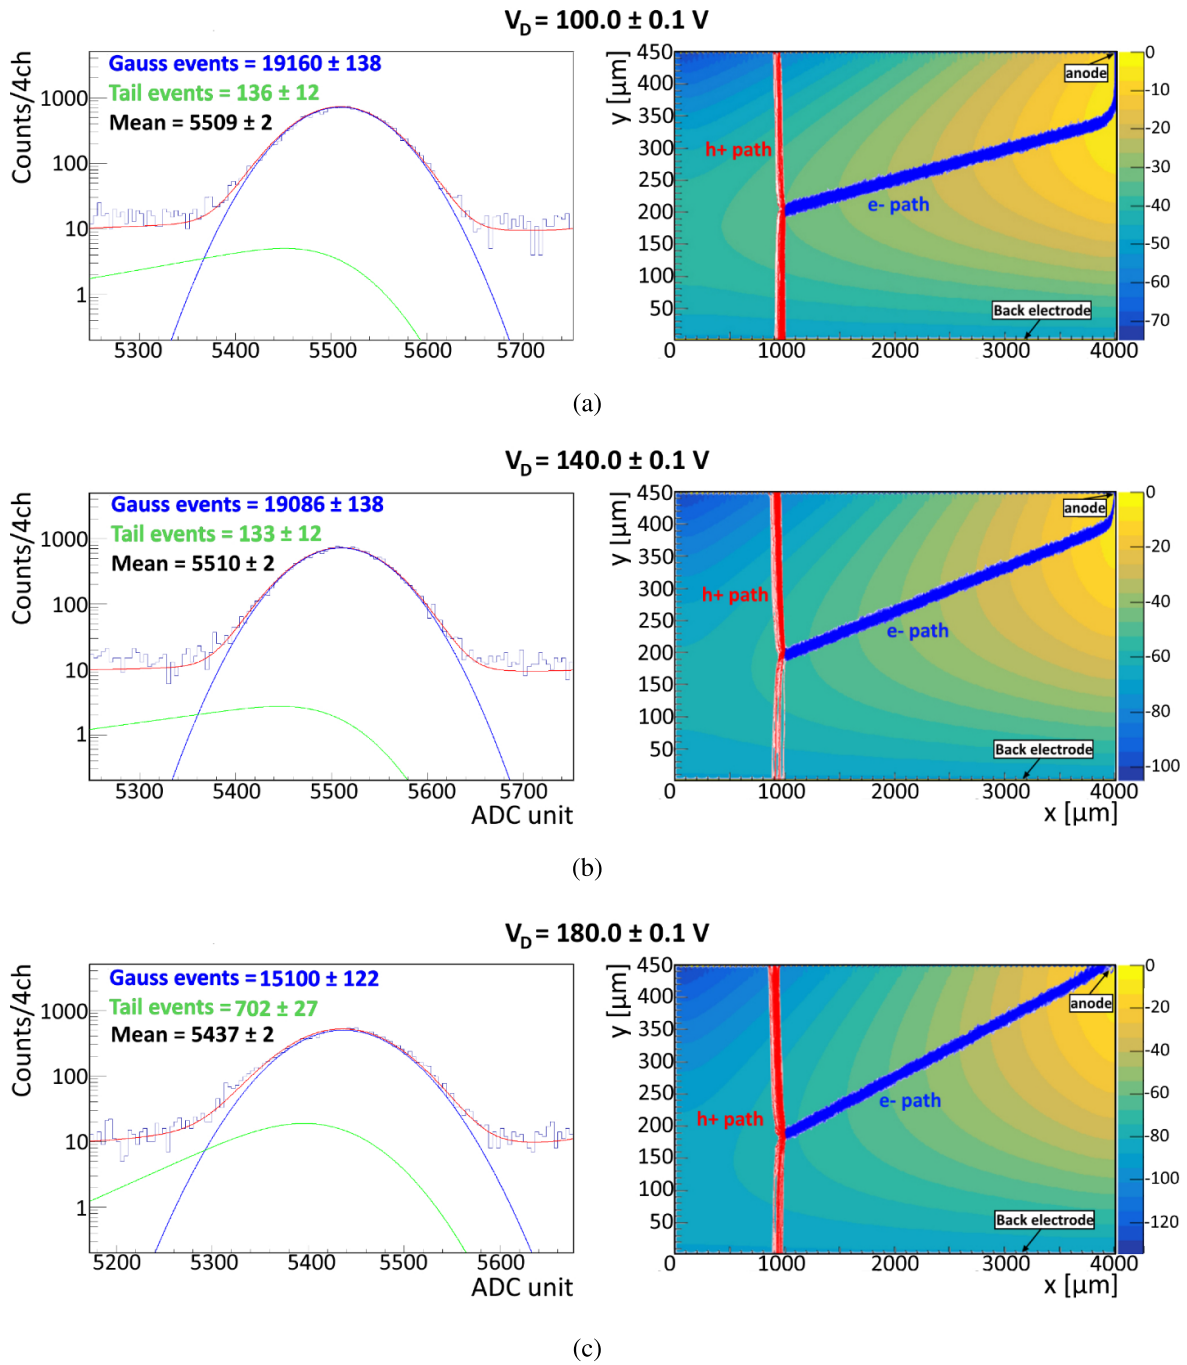 V_D = 100.0 ± 0.1 V
Counts/4ch
Gauss events = 19160 ± 138
Tail events = 136 ± 12
Mean = 5509 ± 2
1000
100
10
1
5300 5400 5500 5600 5700
y [µm]
450
400
350
300
250
200
150
100
50
0 1000 2000 3000 4000
anode
h+ path
e- path
Back electrode
0
-10
-20
-30
-40
-50
-60
-70
(a)
V_D = 140.0 ± 0.1 V
Counts/4ch
Gauss events = 19086 ± 138
Tail events = 133 ± 12
Mean = 5510 ± 2
1000
100
10
1
5300 5400 5500 5600 5700
ADC unit
y [µm]
450
400
350
300
250
200
150
100
50
0 1000 2000 3000 4000
x [µm]
anode
h+ path
e- path
Back electrode
0
-20
-40
-60
-80
-100
(b)
V_D = 180.0 ± 0.1 V
Counts/4ch
Gauss events = 15100 ± 122
Tail events = 702 ± 27
Mean = 5437 ± 2
1000
100
10
1
5200 5300 5400 5500 5600
ADC unit
y [µm]
450
400
350
300
250
200
150
100
50
0 1000 2000 3000 4000
x [µm]
anode
e- path
h+ path
Back electrode
0
-20
-40
-60
-80
-100
-120
(c)